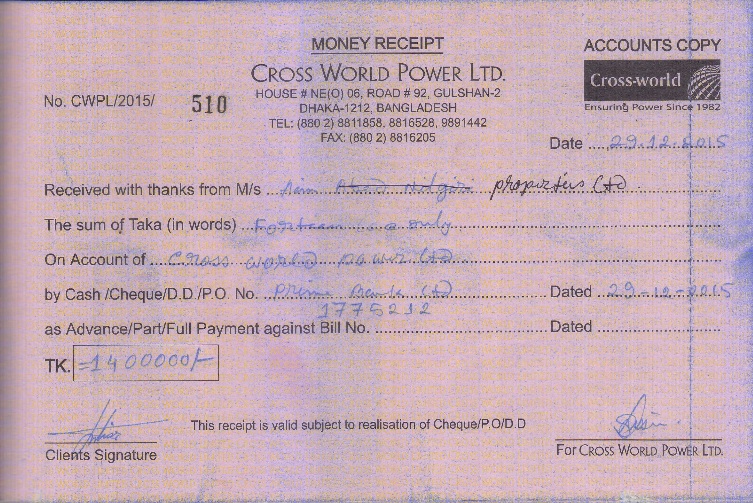 MONEY RECEIPT
ACCOUNTS COPY
CROSS WORLD POWER LTD.
Cross-world
Ensuring Power Since 1982
No. CWPL/2015/ 510
HOUSE # NE(O) 06, ROAD # 92, GULSHAN-2
DHAKA-1212, BANGLADESH
TEL: (880 2) 8811858, 8816528, 9891442
FAX: (880 2) 8816205
Date 29.12.2015
Received with thanks from M/s properties Ltd.
The sum of Taka (in words) only
On Account of Cross world power Ltd
by Cash /Cheque/D.D./P.O. No. Prime Bank Ltd Dated 29-12-2015
1775212
as Advance/Part/Full Payment against Bill No. Dated
TK. =1400000/-
This receipt is valid subject to realisation of Cheque/P.O/D.D
Clients Signature
For CROSS WORLD POWER LTD.